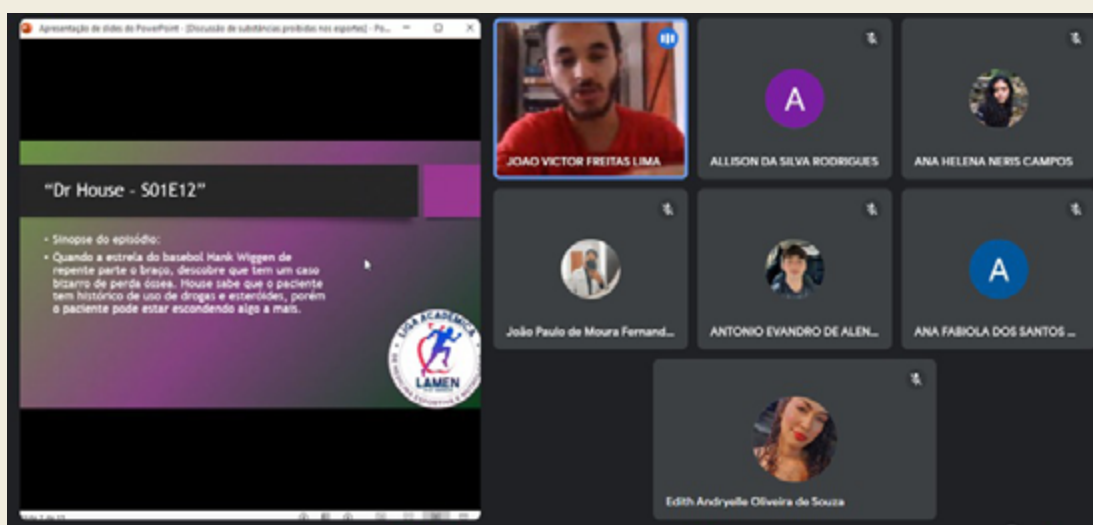 Apresentação de slides do PowerPoint - [Discussão de substâncias proibidas nos esportes] - Po...
"Dr House - S01E12"
• Sinopse do episódio:
• Quando a estrela do basebol Hank Wiggen de
repente parte o braço, descobre que tem um caso
bizarro de perda óssea. House sabe que o paciente
tem histórico de uso de drogas e esteróides, porém
o paciente pode estar escondendo algo a mais.
LIGA ACADÊMICA
LAMEN
DE MEDICINA ESPORTIVA E
JOAO VICTOR FREITAS LIMA
A
ALLISON DA SILVA RODRIGUES
ANA HELENA NERIS CAMPOS
João Paulo de Moura Fernand...
ANTONIO EVANDRO DE ALEN...
A
ANA FABIOLA DOS SANTOS ...
Edith Andryelle Oliveira de Souza